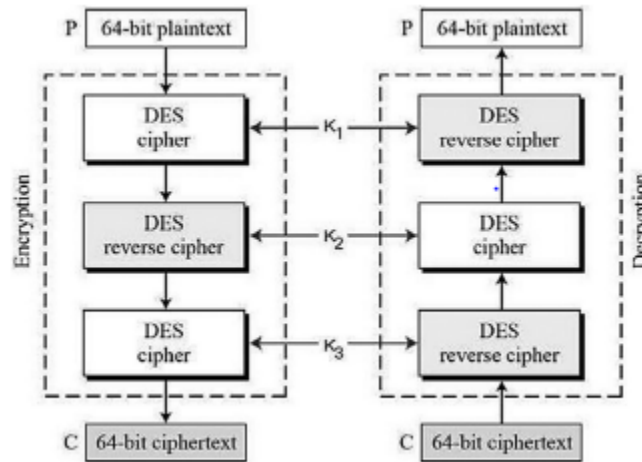 P 64-bit plaintext
P 64-bit plaintext
Encryption
DES
cipher
K1
DES
reverse cipher
DES
reverse cipher
K2
DES
cipher
DES
cipher
K3
DES
reverse cipher
Decryption
C 64-bit ciphertext
C 64-bit ciphertext